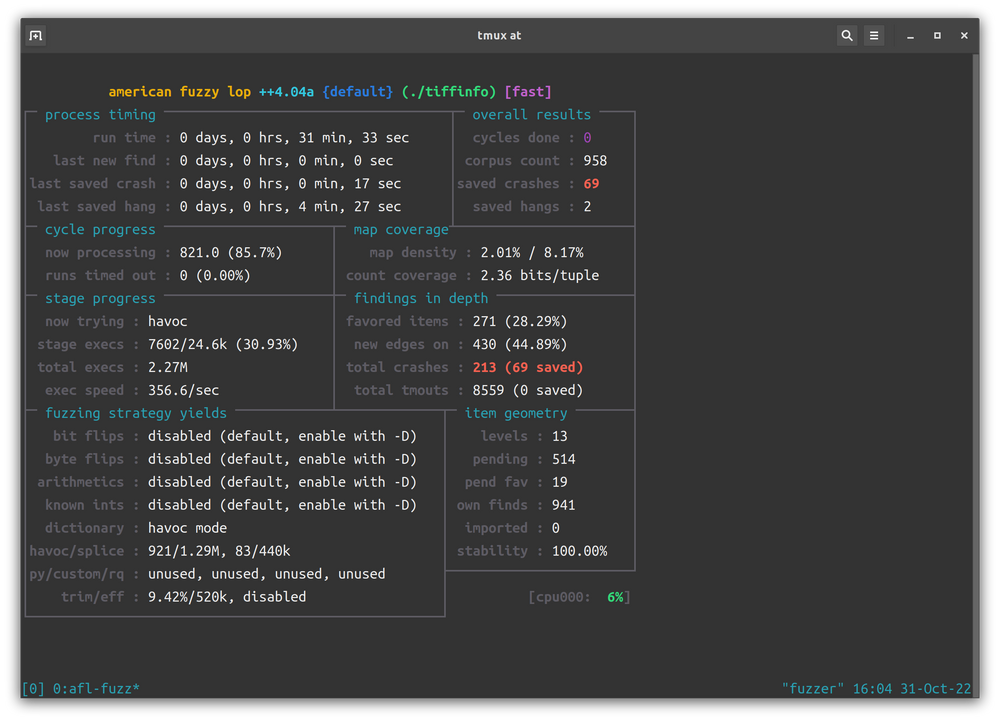 tmux at
american fuzzy lop ++4.04a {default} (./tiffinfo) [fast]
process timing overall results
run time : 0 days, 0 hrs, 31 min, 33 sec cycles done : 0
last new find : 0 days, 0 hrs, 0 min, 0 sec corpus count : 958
last saved crash : 0 days, 0 hrs, 0 min, 17 sec saved crashes : 69
last saved hang : 0 days, 0 hrs, 4 min, 27 sec saved hangs : 2
cycle progress map coverage
now processing : 821.0 (85.7%) map density : 2.01% / 8.17%
runs timed out : 0 (0.00%) count coverage : 2.36 bits/tuple
stage progress findings in depth
now trying : havoc favored items : 271 (28.29%)
stage execs : 7602/24.6k (30.93%) new edges on : 430 (44.89%)
total execs : 2.27M total crashes : 213 (69 saved)
exec speed : 356.6/sec total tmouts : 8559 (0 saved)
fuzzing strategy yields item geometry
bit flips : disabled (default, enable with -D) levels : 13
byte flips : disabled (default, enable with -D) pending : 514
arithmetics : disabled (default, enable with -D) pend fav : 19
known ints : disabled (default, enable with -D) own finds : 941
dictionary : havoc mode imported : 0
havoc/splice : 921/1.29M, 83/440k stability : 100.00%
py/custom/rq : unused, unused, unused, unused
trim/eff : 9.42%/520k, disabled [cpu000: 6%]
[0] 0:afl-fuzz* "fuzzer" 16:04 31-Oct-22